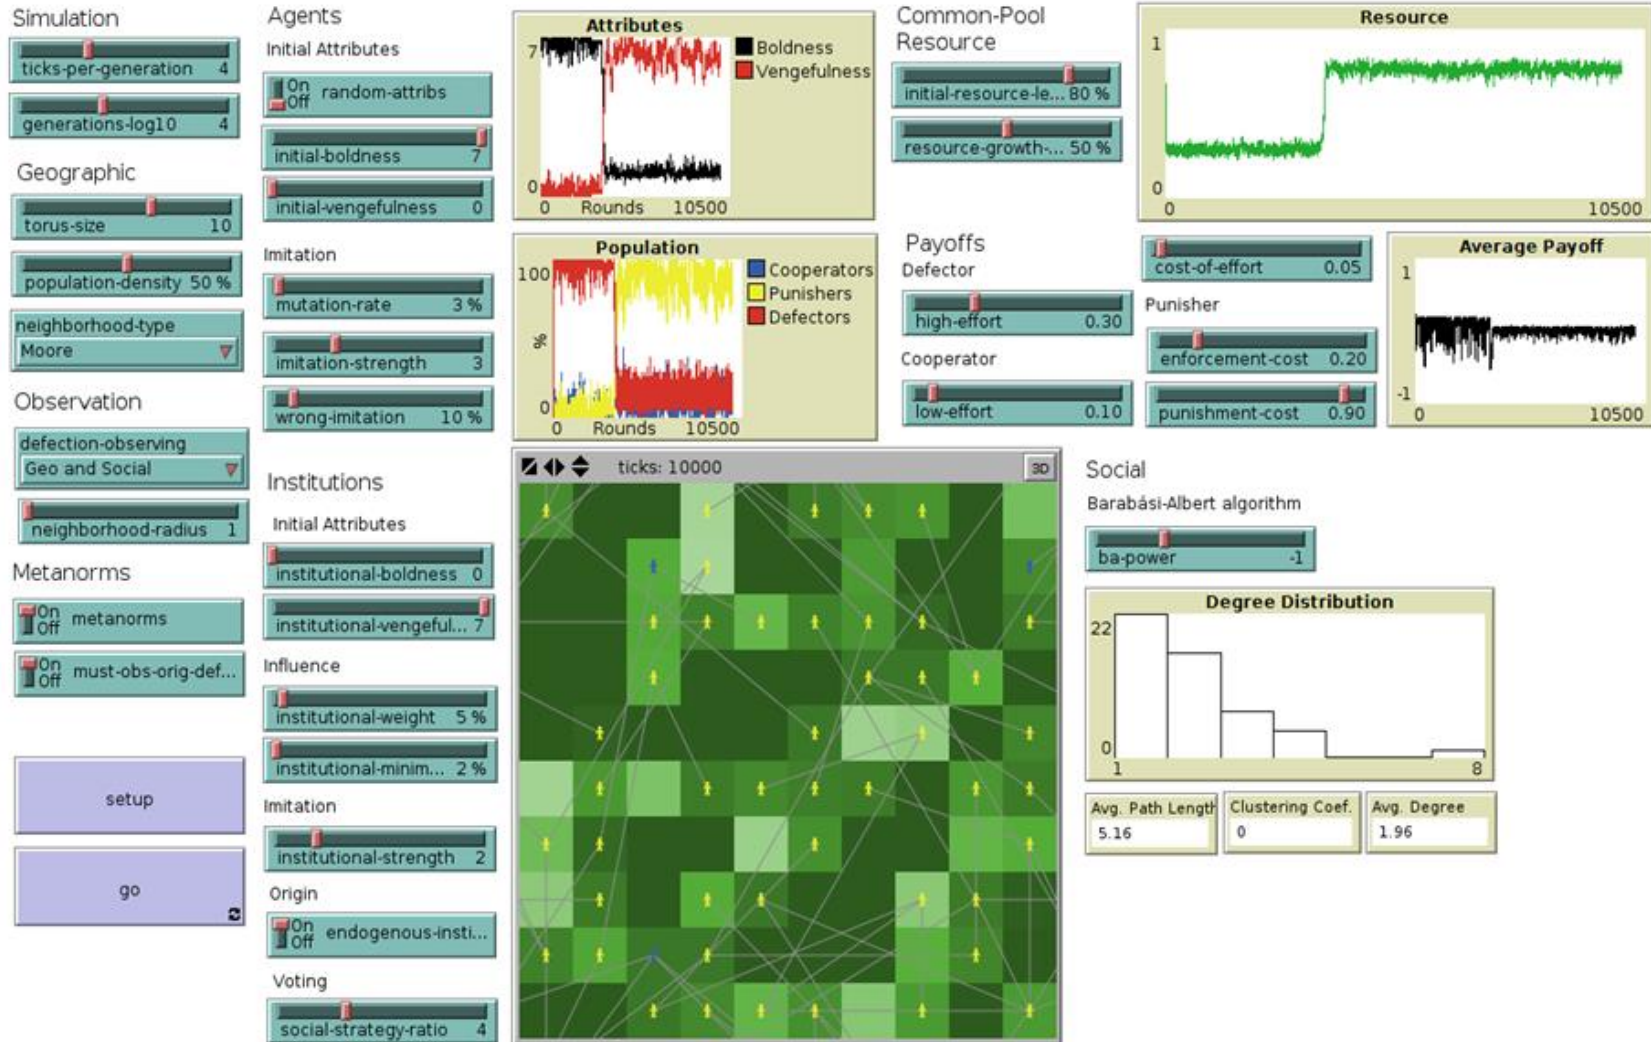 Simulation
ticks-per-generation 4
generations-log10 4
Geographic
torus-size 10
population-density 50 %
neighborhood-type
Moore
Observation
defection-observing
Geo and Social
neighborhood-radius 1
Metanorms
On
Off
metanorms
On
Off
must-obs-orig-def...
setup
go
Agents
Initial Attributes
On
Off
random-attribs
initial-boldness 7
initial-vengefulness 0
Imitation
mutation-rate 3 %
imitation-strength 3
wrong-imitation 10 %
Institutions
Initial Attributes
institutional-boldness 0
institutional-vengeful... 7
Influence
institutional-weight 5 %
institutional-minim... 2 %
Imitation
institutional-strength 2
Origin
On
Off
endogenous-insti...
Voting
social-strategy-ratio 4
Attributes
7
0
0 Rounds 10500
Boldness
Vengefulness
Population
100
%
0
0 Rounds 10500
Cooperators
Punishers
Defectors
ticks: 10000
3D
Common-Pool
Resource
initial-resource-le... 80 %
resource-growth-... 50 %
Resource
1
0
0 10500
Payoffs
Defector
high-effort 0.30
Cooperator
low-effort 0.10
cost-of-effort 0.05
Punisher
enforcement-cost 0.20
punishment-cost 0.90
Average Payoff
1
-1
0 10500
Social
Barabási-Albert algorithm
ba-power -1
Degree Distribution
22
0
1 8
Avg. Path Length
5.16
Clustering Coef.
0
Avg. Degree
1.96